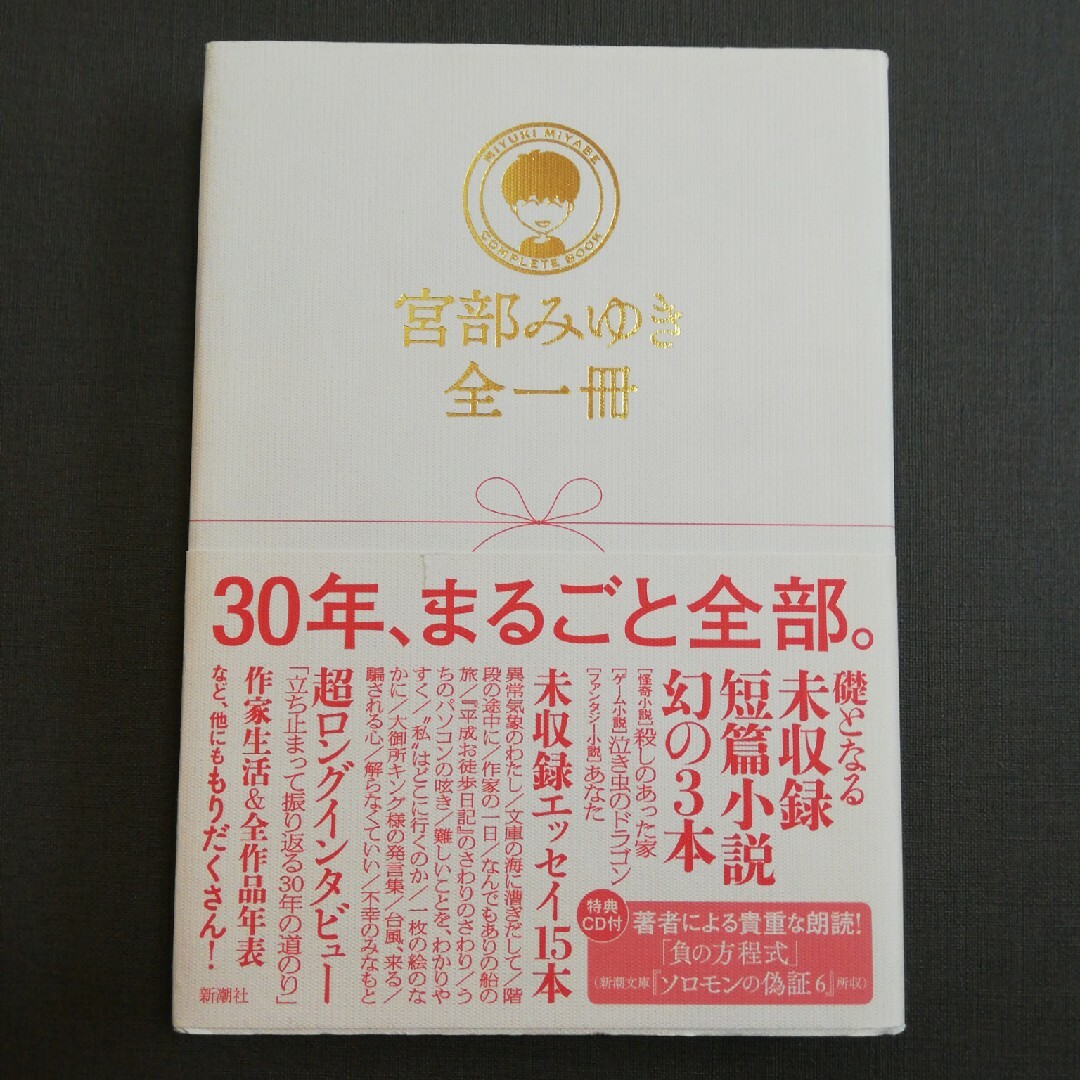 MIYUKI MIYABE
COMPLETE BOOK
宮部みゆき
全一冊
30年、まるごと全部。
礎となる
未収録
短篇小説
幻の3本
[怪奇小説]殺しのあった家
[ゲーム小説]泣き虫のドラゴン
[ファンタジー小説]あなた
未収録エッセイ15本
異常気象のわたし/文庫の海に漕ぎだして/階
段の途中に/作家の一日/なんでもありの船の
旅/『平成お徒歩日記』のさわりのさわり/う
ちのパソコンの呟き/難しいことを、わかりや
すく/〝私〟はどこに行くのか/一枚の絵のな
かに/大御所キング様の発言集/台風、来る/
騙される心/解らなくていい/不幸のみなもと
超ロングインタビュー
「立ち止まって振り返る30年の道のり」
作家生活&全作品年表
など、他にももりだくさん!
特典
CD付
著者による貴重な朗読!
「負の方程式」
(新潮文庫『ソロモンの偽証6』所収)
新潮社